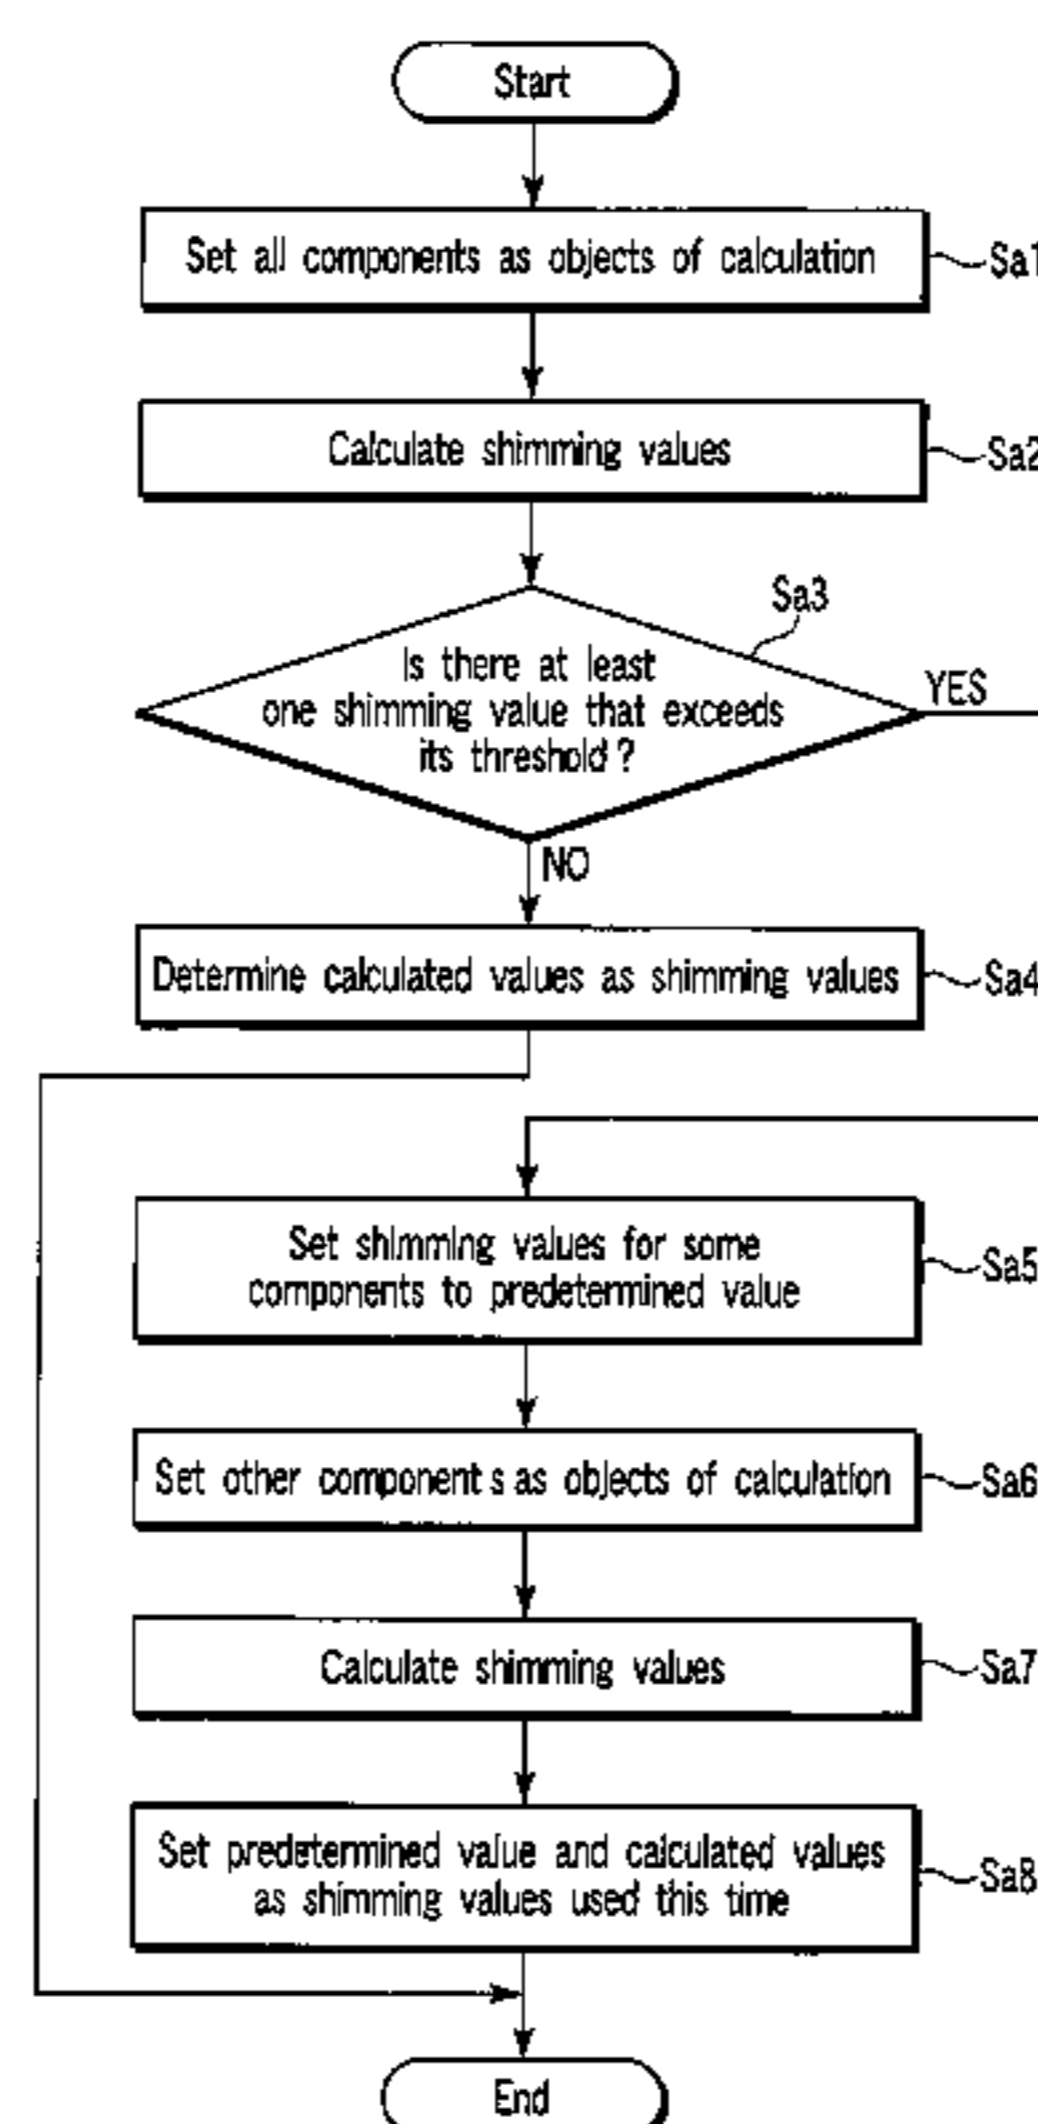 Start
Set all components as objects of calculation
Sa1
Calculate shimming values
Sa2
Sa3
Is there at least
one shimming value that exceeds
its threshold?
YES
NO
Determine calculated values as shimming values
Sa4
Set shimming values for some
components to predetermined value
Sa5
Set other components as objects of calculation
Sa6
Calculate shimming values
Sa7
Set predetermined value and calculated values
as shimming values used this time
Sa8
End